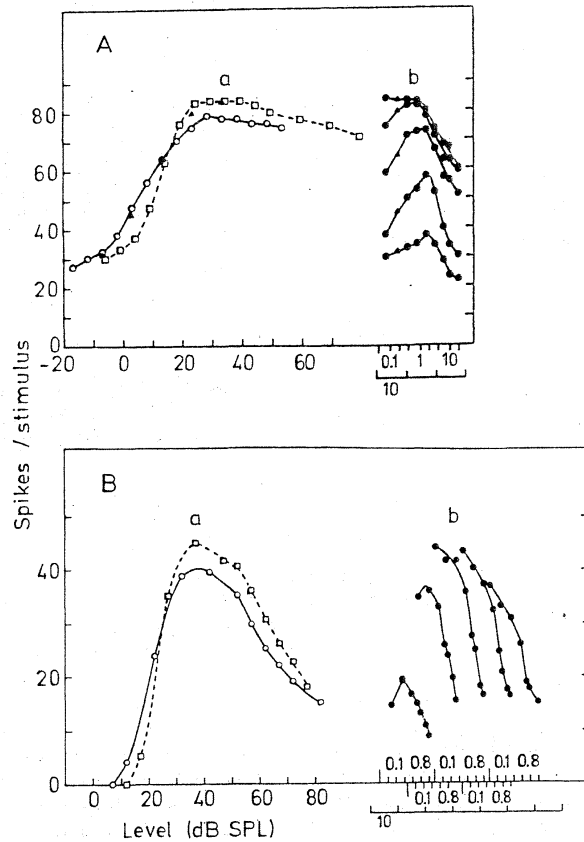 A
a
b
80
60
40
20
0
-20 0 20 40 60
0.1 1 10
10
Spikes / stimulus
B
a
b
40
20
0
0.1 0.8 0.1 0.8 0.1 0.8
0 20 40 60 80
0.1 0.8 0.1 0.8
10
Level (dB SPL)